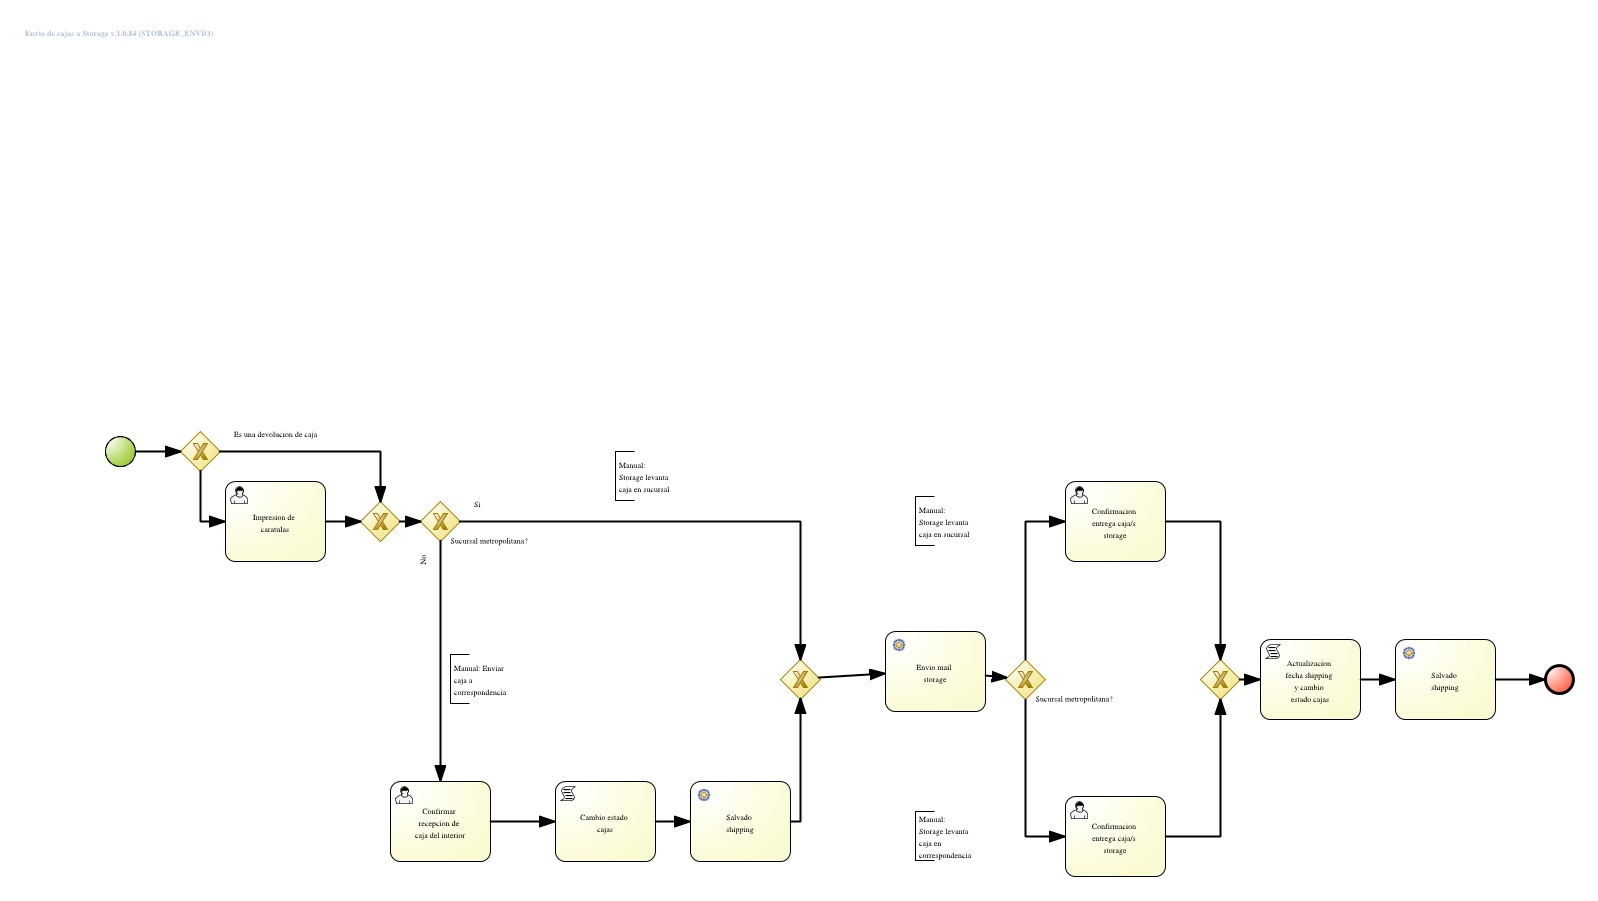 Envio de cajas a Storage v.1.0.84 (STORAGE_ENVIO)
Es una devolucion de caja
Impresion de
caratulas
Si
Sucursal metropolitana?
No
Manual:
Storage levanta
caja en sucursal
Manual: Enviar
caja a
correspondencia
Confirmar
recepcion de
caja del interior
Cambio estado
cajas
Salvado
shipping
Envio mail
storage
Manual:
Storage levanta
caja en sucursal
Sucursal metropolitana?
Confirmacion
entrega caja/s
storage
Manual:
Storage levanta
caja en
correspondencia
Confirmacion
entrega caja/s
storage
Actualizacion
fecha shipping
y cambio
estado cajas
Salvado
shipping